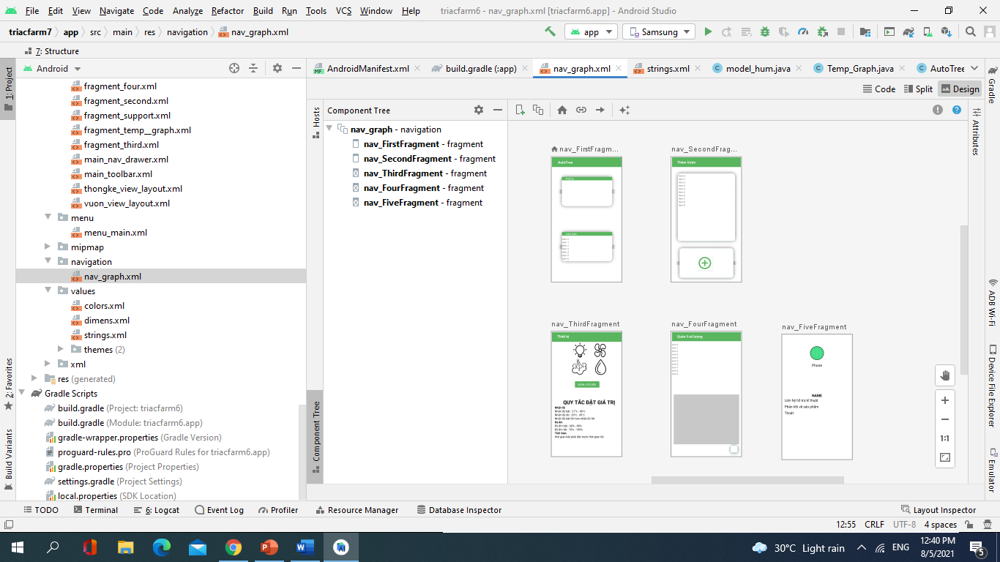 File Edit View Navigate Code Analyze Refactor Build Run Tools VCS Window Help triacfarm6 - nav_graph.xml [triacfarm6.app] - Android Studio
triacfarm7 app src main res navigation nav_graph.xml app Samsung
7: Structure
1: Project
Android
AndroidManifest.xml build.gradle (:app) nav_graph.xml strings.xml model_hum.java Temp_Graph.java AutoTree
Gradle
Code Split Design
fragment_four.xml
fragment_second.xml
fragment_support.xml
fragment_temp__graph.xml
fragment_third.xml
main_nav_drawer.xml
main_toolbar.xml
thongke_view_layout.xml
vuon_view_layout.xml
menu
menu_main.xml
mipmap
navigation
nav_graph.xml
values
colors.xml
dimens.xml
strings.xml
themes (2)
xml
res (generated)
Gradle Scripts
build.gradle (Project: triacfarm6)
build.gradle (Module: triacfarm6.app)
gradle-wrapper.properties (Gradle Version)
proguard-rules.pro (ProGuard Rules for triacfarm6.app)
gradle.properties (Project Properties)
settings.gradle (Project Settings)
local.properties (SDK Location)
2: Favorites
Build Variants
Hosts
Component Tree
Component Tree
nav_graph - navigation
nav_FirstFragment - fragment
nav_SecondFragment - fragment
nav_ThirdFragment - fragment
nav_FourFragment - fragment
nav_FiveFragment - fragment
nav_FirstFragm...
AutoTree
Thiết bị
nav_SecondFrag...
Thêm Vườn
nav_ThirdFragment
Thiết bị
QUY TẮC ĐẶT GIÁ TRỊ
Nhiệt độ
Độ ẩm
Thời Gian
nav_FourFragment
nav_FiveFragment
Phone
NAME
Liên hệ hỗ trợ kĩ thuật
Phản hồi về sản phẩm
Thoát
1:1
Attributes
ADB Wi-Fi
Device File Explorer
Emulator
TODO Terminal 6: Logcat Event Log Profiler Resource Manager Database Inspector Layout Inspector
12:55 CRLF UTF-8 4 spaces
30°C Light rain ENG 12:40 PM
8/5/2021
5